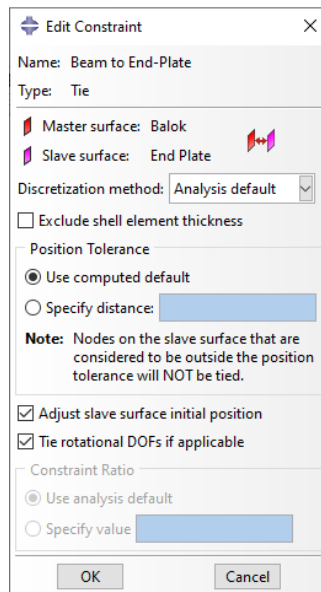 Edit Constraint
Name: Beam to End-Plate
Type: Tie
Master surface: Balok
Slave surface: End Plate
Discretization method: Analysis default
Exclude shell element thickness
Position Tolerance
Use computed default
Specify distance:
Note: Nodes on the slave surface that are
considered to be outside the position
tolerance will NOT be tied.
Adjust slave surface initial position
Tie rotational DOFs if applicable
Constraint Ratio
Use analysis default
Specify value
OK Cancel